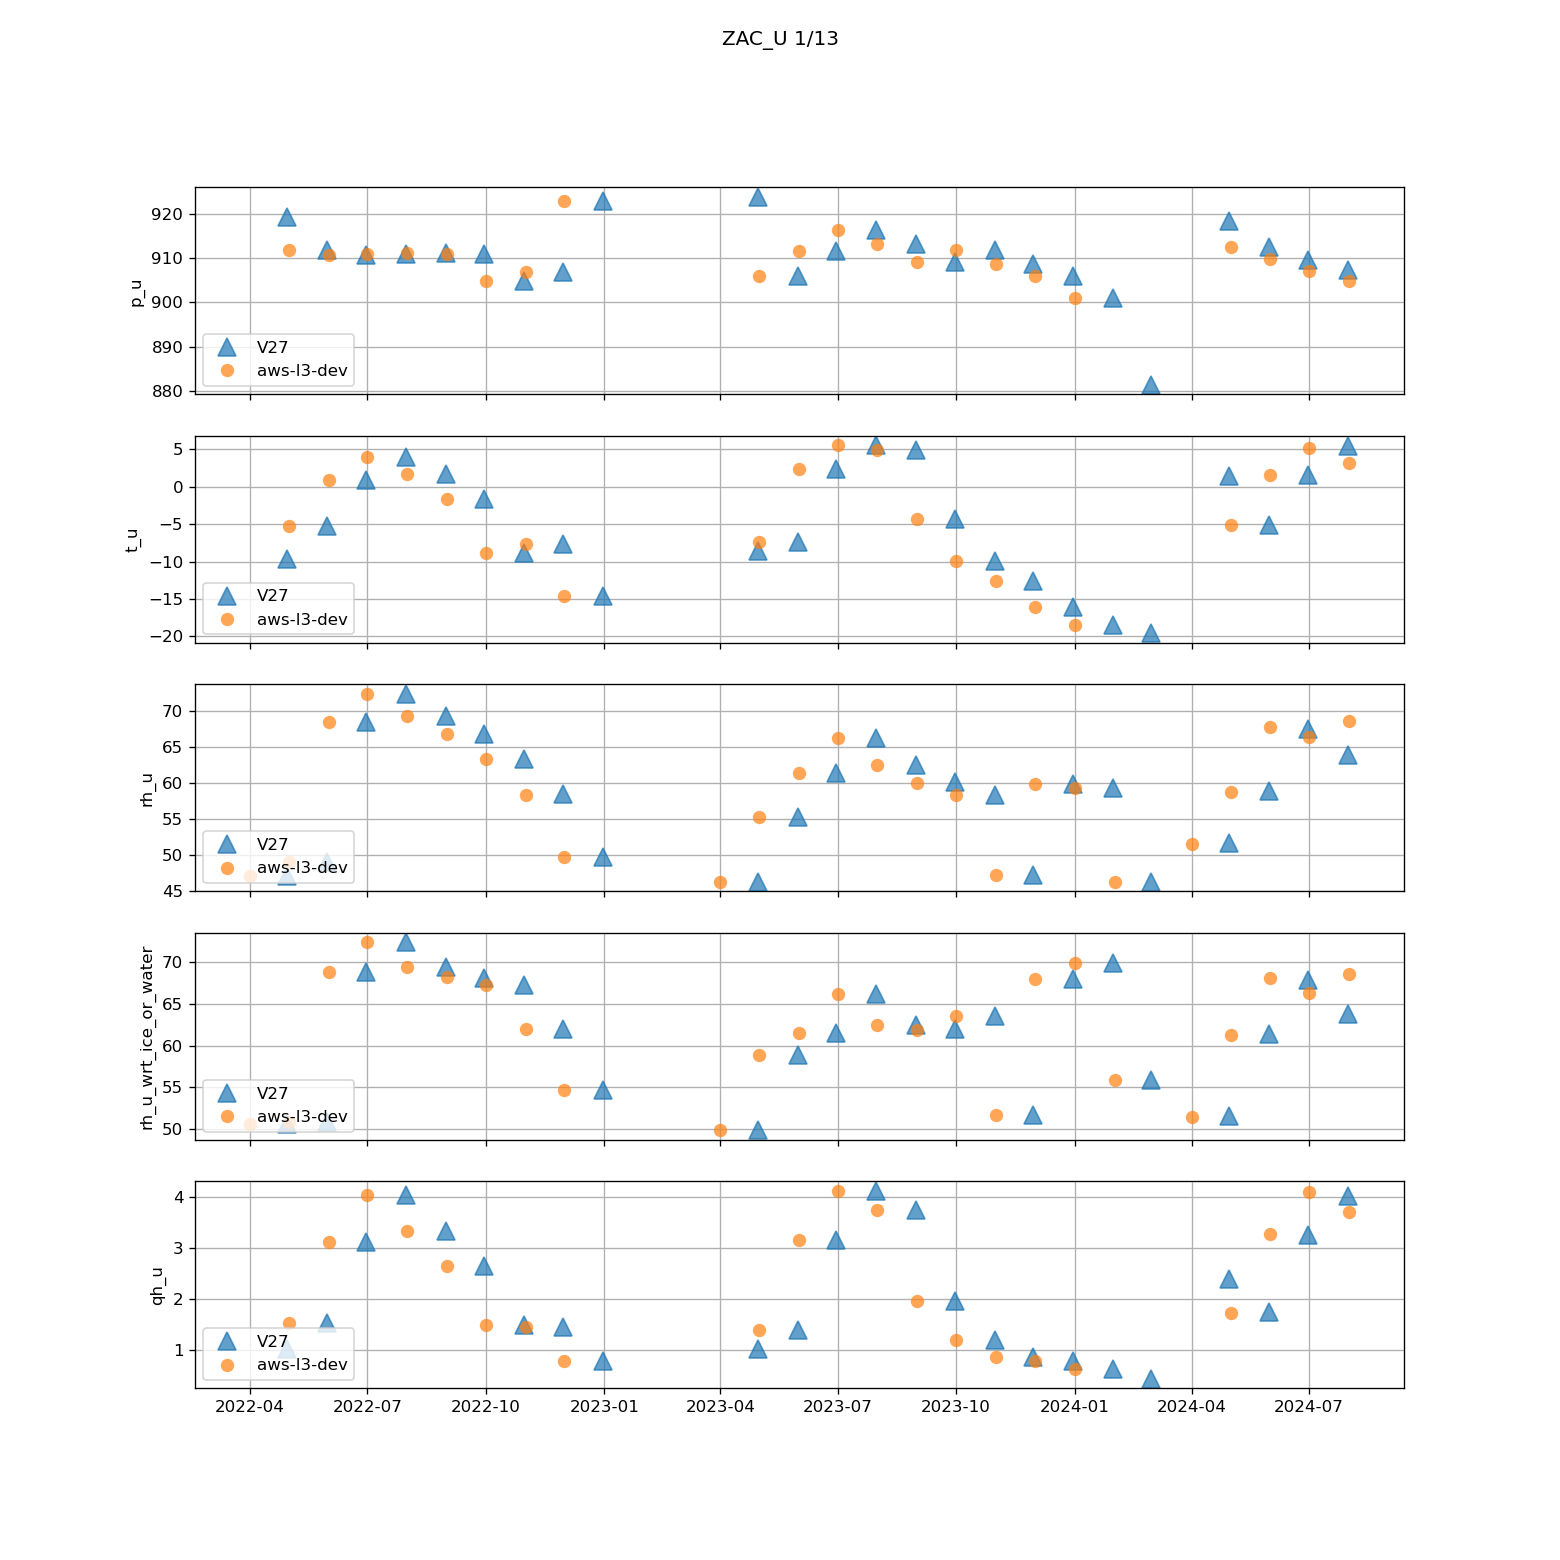 ZAC_U 1/13
920
910
900
890
880
p_u
V27
aws-l3-dev
5
0
−5
−10
−15
−20
t_u
V27
aws-l3-dev
70
65
60
55
50
45
rh_u
V27
aws-l3-dev
70
65
60
55
50
rh_u_wrt_ice_or_water
V27
aws-l3-dev
4
3
2
1
qh_u
V27
aws-l3-dev
2022-04 2022-07 2022-10 2023-01 2023-04 2023-07 2023-10 2024-01 2024-04 2024-07